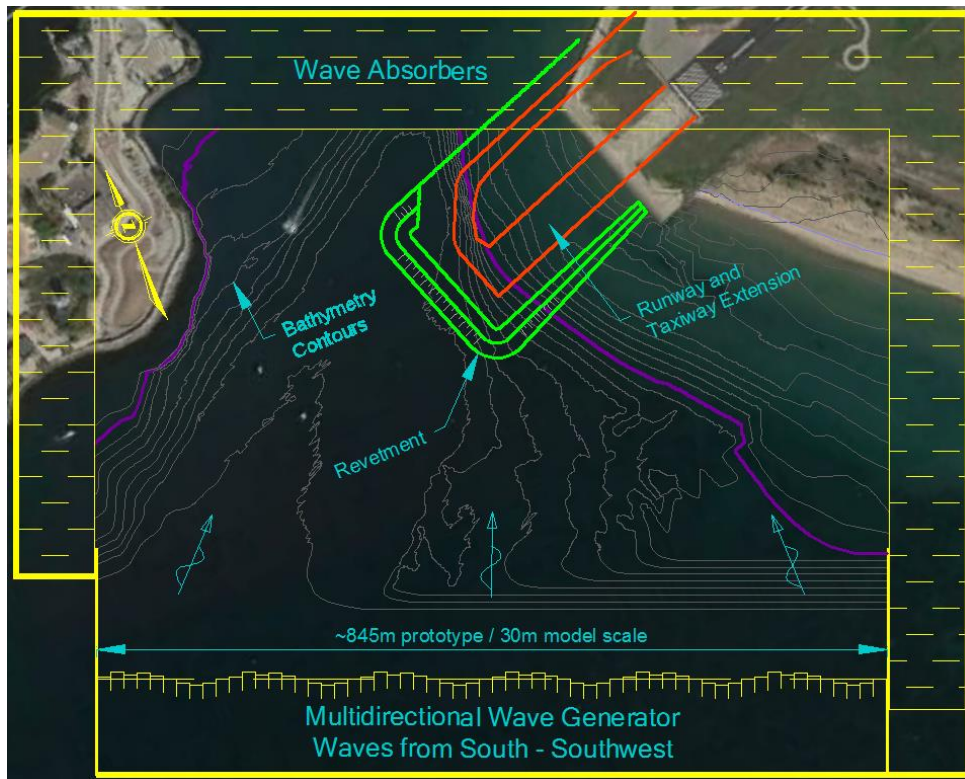 Wave Absorbers
Bathymetry
Contours
Runway and
Taxiway Extension
Revetment
~845m prototype / 30m model scale
Multidirectional Wave Generator
Waves from South - Southwest